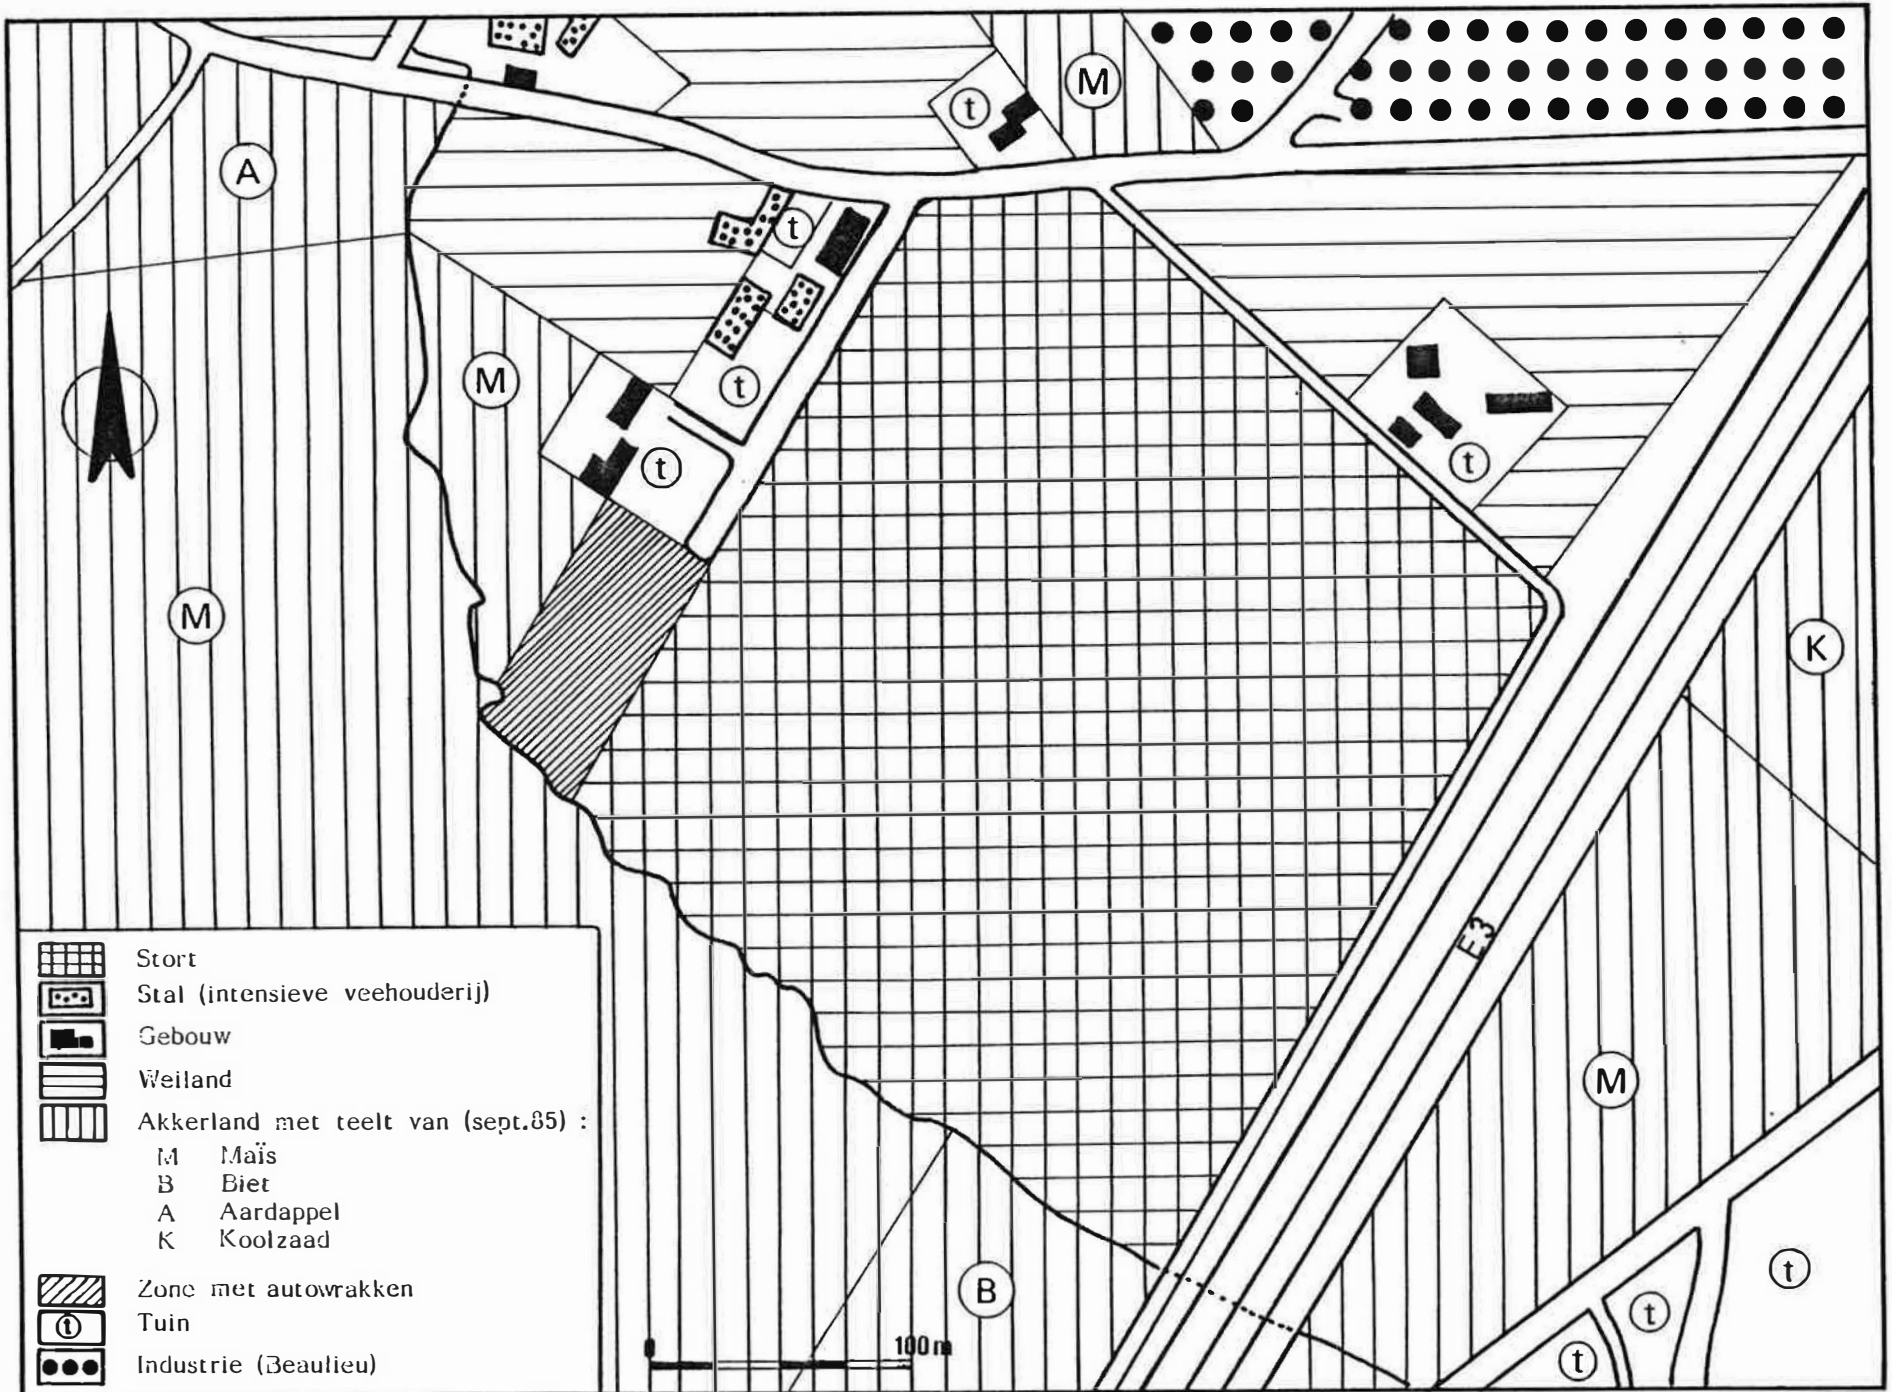 M
t
A
t
M
t
t
t
K
M
E3
M
B
t
t
t
0 100 m
Stort
Stal (intensieve veehouderij)
Gebouw
Weiland
Akkerland met teelt van (sept.85) :
M Maïs
B Biet
A Aardappel
K Koolzaad
Zone met autowrakken
t Tuin
Industrie (Beaulieu)